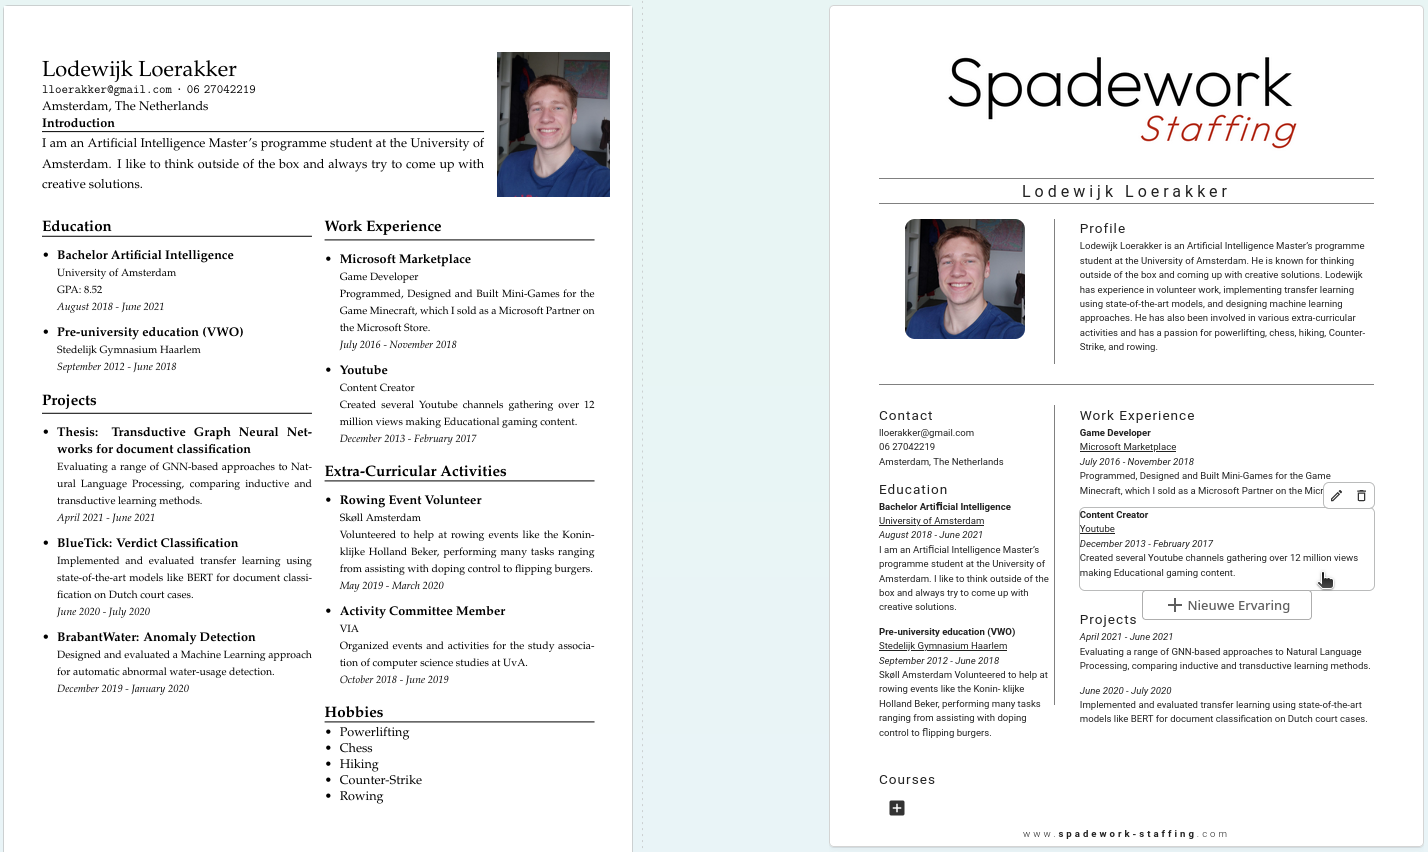 Lodewijk Loerakker
lloerakker@gmail.com · 06 27042219
Amsterdam, The Netherlands
Introduction
I am an Artificial Intelligence Master's programme student at the University of
Amsterdam. I like to think outside of the box and always try to come up with
creative solutions.
Education
• Bachelor Artificial Intelligence
University of Amsterdam
GPA: 8.52
August 2018 - June 2021
• Pre-university education (VWO)
Stedelijk Gymnasium Haarlem
September 2012 - June 2018
Projects
• Thesis: Transductive Graph Neural Net-
works for document classification
Evaluating a range of GNN-based approaches to Nat-
ural Language Processing, comparing inductive and
transductive learning methods.
April 2021 - June 2021
• BlueTick: Verdict Classification
Implemented and evaluated transfer learning using
state-of-the-art models like BERT for document classi-
fication on Dutch court cases.
June 2020 - July 2020
• BrabantWater: Anomaly Detection
Designed and evaluated a Machine Learning approach
for automatic abnormal water-usage detection.
December 2019 - January 2020
Work Experience
• Microsoft Marketplace
Game Developer
Programmed, Designed and Built Mini-Games for the
Game Minecraft, which I sold as a Microsoft Partner on
the Microsoft Store.
July 2016 - November 2018
• Youtube
Content Creator
Created several Youtube channels gathering over 12
million views making Educational gaming content.
December 2013 - February 2017
Extra-Curricular Activities
• Rowing Event Volunteer
Skøll Amsterdam
Volunteered to help at rowing events like the Konin-
klijke Holland Beker, performing many tasks ranging
from assisting with doping control to flipping burgers.
May 2019 - March 2020
• Activity Committee Member
VIA
Organized events and activities for the study associa-
tion of computer science studies at UvA.
October 2018 - June 2019
Hobbies
• Powerlifting
• Chess
• Hiking
• Counter-Strike
• Rowing
Spadework
Staffing
Lodewijk Loerakker
Profile
Lodewijk Loerakker is an Artificial Intelligence Master's programme
student at the University of Amsterdam. He is known for thinking
outside of the box and coming up with creative solutions. Lodewijk
has experience in volunteer work, implementing transfer learning
using state-of-the-art models, and designing machine learning
approaches. He has also been involved in various extra-curricular
activities and has a passion for powerlifting, chess, hiking, Counter-
Strike, and rowing.
Contact
lloerakker@gmail.com
06 27042219
Amsterdam, The Netherlands
Education
Bachelor Artificial Intelligence
University of Amsterdam
August 2018 - June 2021
I am an Artificial Intelligence Master's
programme student at the University of
Amsterdam. I like to think outside of the
box and always try to come up with
creative solutions.
Pre-university education (VWO)
Stedelijk Gymnasium Haarlem
September 2012 - June 2018
Skøll Amsterdam Volunteered to help at
rowing events like the Konin- klijke
Holland Beker, performing many tasks
ranging from assisting with doping
control to flipping burgers.
Courses
Work Experience
Game Developer
Microsoft Marketplace
July 2016 - November 2018
Programmed, Designed and Built Mini-Games for the Game
Minecraft, which I sold as a Microsoft Partner on the
Content Creator
Youtube
December 2013 - February 2017
Created several Youtube channels gathering over 12 million views
making Educational gaming content.
Nieuwe Ervaring
Projects
April 2021 - June 2021
Evaluating a range of GNN-based approaches to Natural Language
Processing, comparing inductive and transductive learning methods.
June 2020 - July 2020
Implemented and evaluated transfer learning using state-of-the-art
models like BERT for document classification on Dutch court cases.
www.spadework-staffing.com